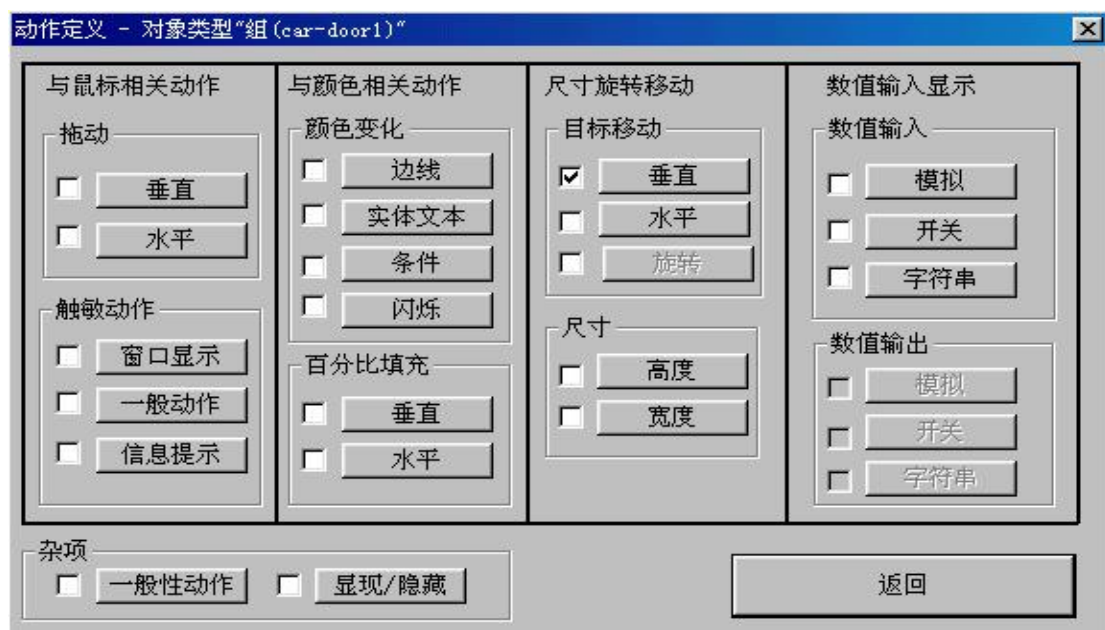 动作定义 - 对象类型“组(car-door1)“
与鼠标相关动作
拖动
垂直
水平
触敏动作
窗口显示
一般动作
信息提示
与颜色相关动作
颜色变化
边线
实体文本
条件
闪烁
百分比填充
垂直
水平
尺寸旋转移动
目标移动
垂直
水平
旋转
尺寸
高度
宽度
数值输入显示
数值输入
模拟
开关
字符串
数值输出
模拟
开关
字符串
杂项
一般性动作
显现/隐藏
返回